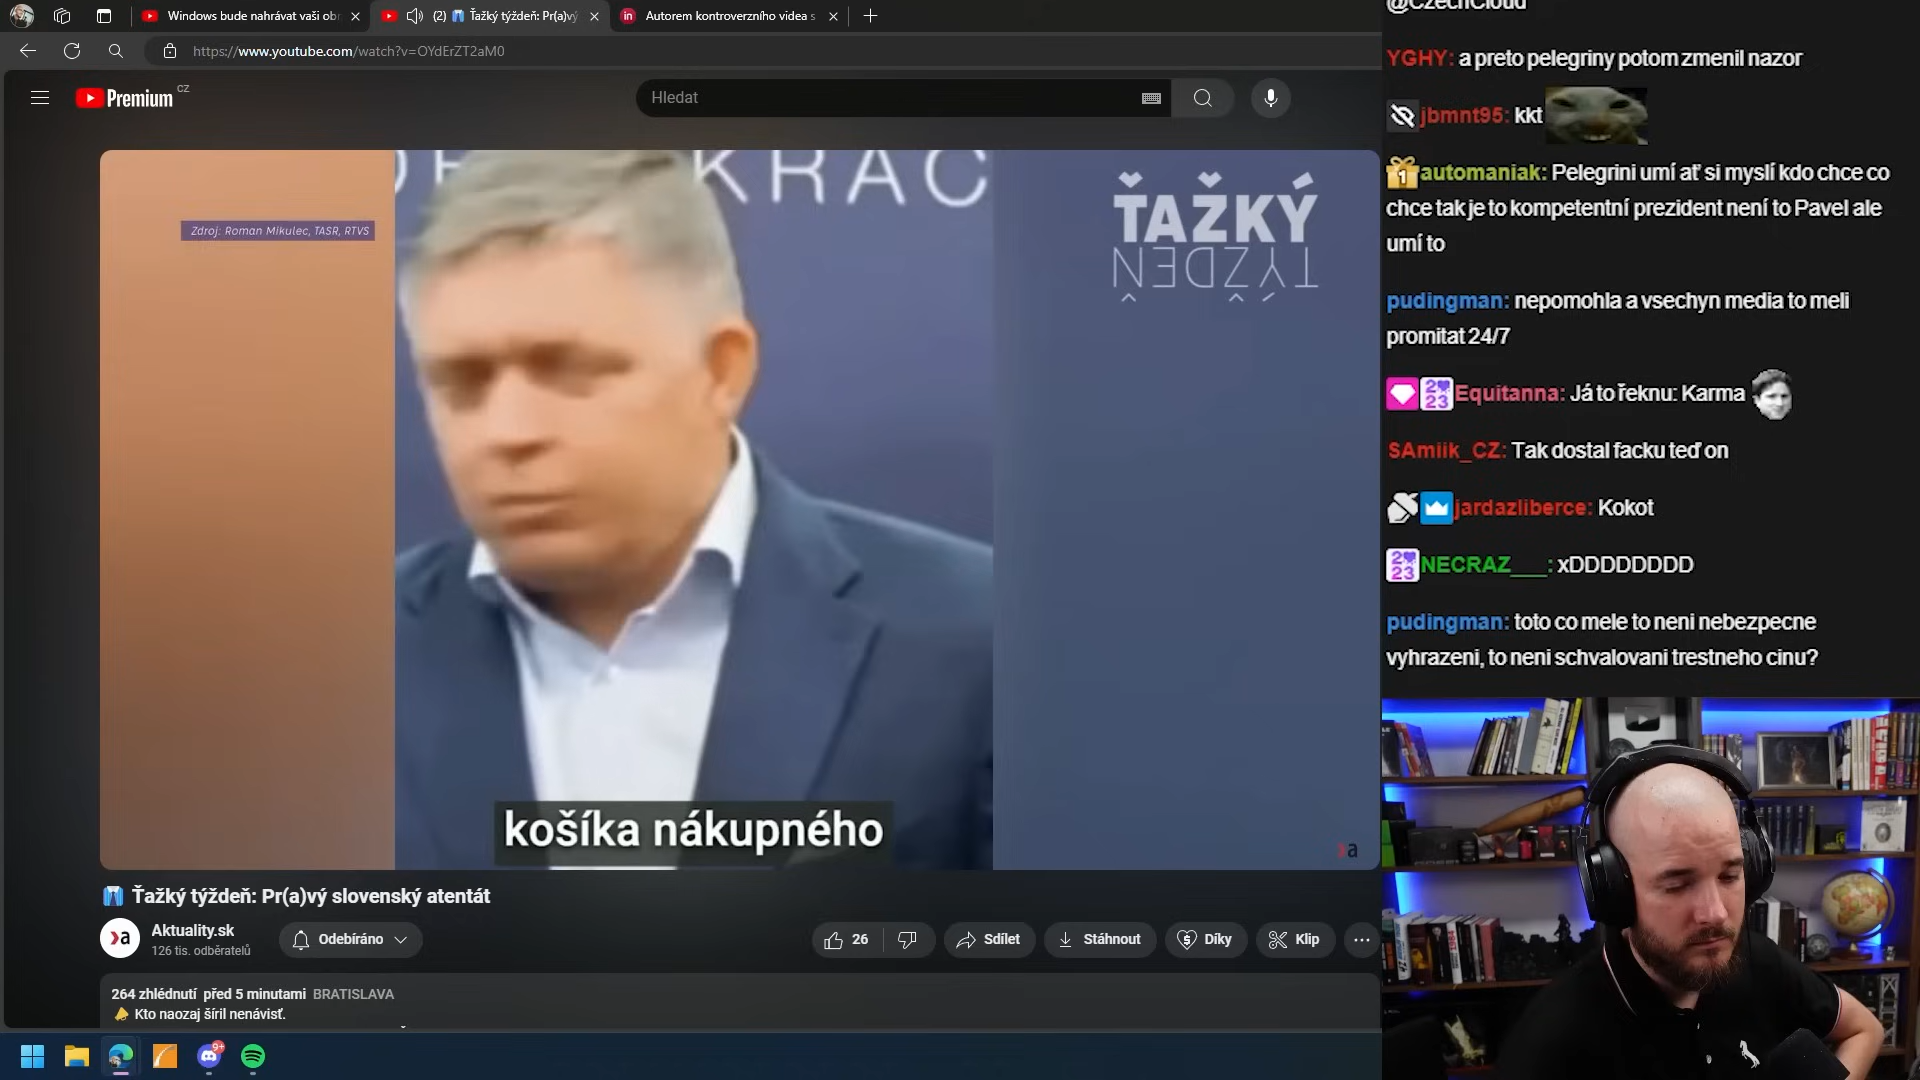 Windows bude nahrávat vaši obr
(2) Ťažký týždeň: Pr(a)vý
Autorem kontroverzního videa s
https://www.youtube.com/watch?v=OYdErZT2aM0
Premium CZ
Hledat
KRAC
Zdroj: Roman Mikulec, TASR, RTVS
ŤAŽKÝ
TÝŽDEŇ
košíka nákupného
Ťažký týždeň: Pr(a)vý slovenský atentát
Aktuality.sk
126 tis. odběratelů
Odebíráno
26
Sdílet
Stáhnout
Díky
Klip
264 zhlédnutí před 5 minutami BRATISLAVA
Kto naozaj šíril nenávisť.
@CzechCloud
YGHY: a preto pelegriny potom zmenil nazor
jbmnt95: kkt
automaniak: Pelegrini umí ať si myslí kdo chce co
chce tak je to kompetentní prezident není to Pavel ale
umí to
pudingman: nepomohla a vsechyn media to meli
promitat 24/7
Equitanna: Já to řeknu: Karma
SAmiik_CZ: Tak dostal facku teď on
jardazliberce: Kokot
NECRAZ___: xDDDDDDDD
pudingman: toto co mele to neni nebezpecne
vyhrazeni, to neni schvalovani trestneho cinu?